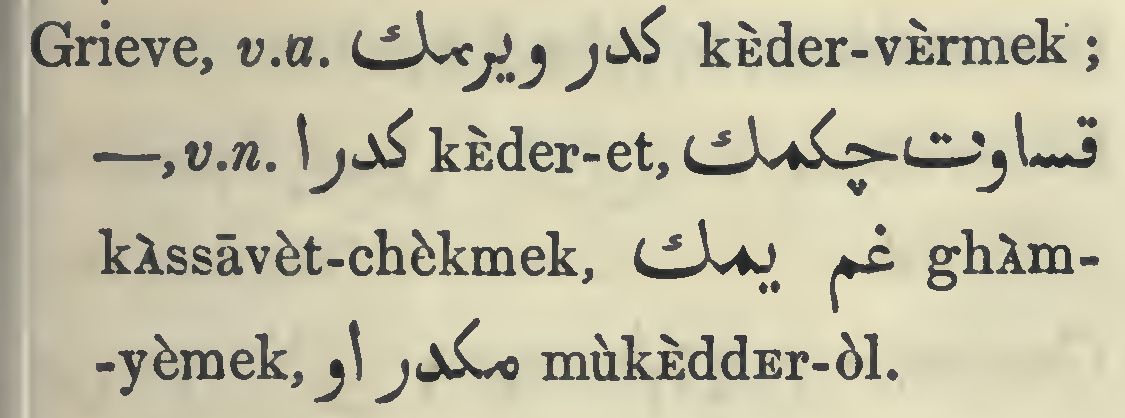 Grieve, v.a. كدر ويرمك kÈder-vÈrmek ;
—, v.n. كدر ا kÈder-et, قساوت چكمك
kÀssāvèt-chèkmek, غم يمك ghÀm-
-yèmek, مكدر او mùkÈddEr-òl.